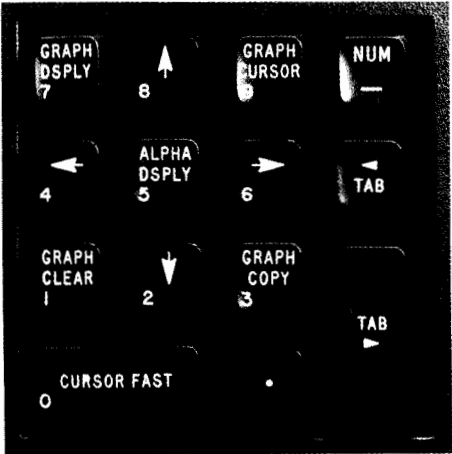 GRAPH DSPLY 7
↑ 8
GRAPH CURSOR 9
NUM —
← 4
ALPHA DSPLY 5
→ 6
◄ TAB
GRAPH CLEAR 1
↓ 2
GRAPH COPY 3
TAB ►
CURSOR FAST 0
.